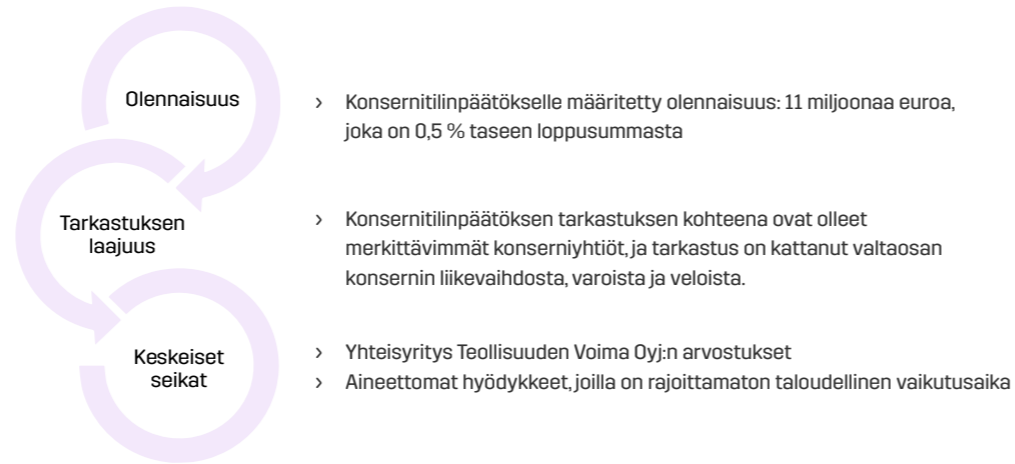 Olennaisuus
› Konsernitilinpäätökselle määritetty olennaisuus: 11 miljoonaa euroa,
joka on 0,5 % taseen loppusummasta
Tarkastuksen
laajuus
› Konsernitilinpäätöksen tarkastuksen kohteena ovat olleet
merkittävimmät konserniyhtiöt, ja tarkastus on kattanut valtaosan
konsernin liikevaihdosta, varoista ja veloista.
Keskeiset
seikat
› Yhteisyritys Teollisuuden Voima Oyj:n arvostukset
› Aineettomat hyödykkeet, joilla on rajoittamaton taloudellinen vaikutusaika